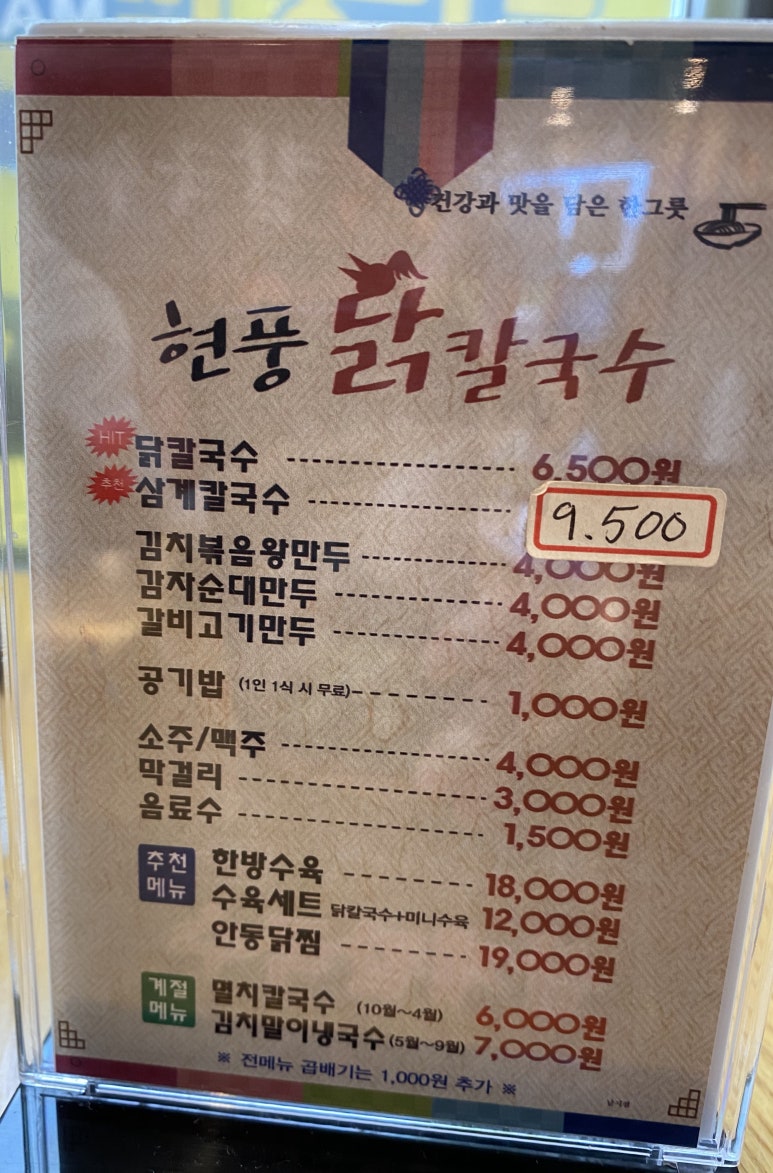 건강과 맛을 담은 한그릇
현풍 닭칼국수
HIT 닭칼국수 6,500원
추천 삼계칼국수 9.500
김치볶음왕만두 4,000원
감자순대만두 4,000원
갈비고기만두 4,000원
공기밥 (1인 1식 시 무료) 1,000원
소주/맥주 4,000원
막걸리 3,000원
음료수 1,500원
추천메뉴 한방수육 18,000원
수육세트 닭칼국수+미니수육 12,000원
안동닭찜 19,000원
계절메뉴 멸치칼국수 (10월~4월) 6,000원
김치말이냉국수 (5월~9월) 7,000원
※ 전메뉴 곱배기는 1,000원 추가 ※